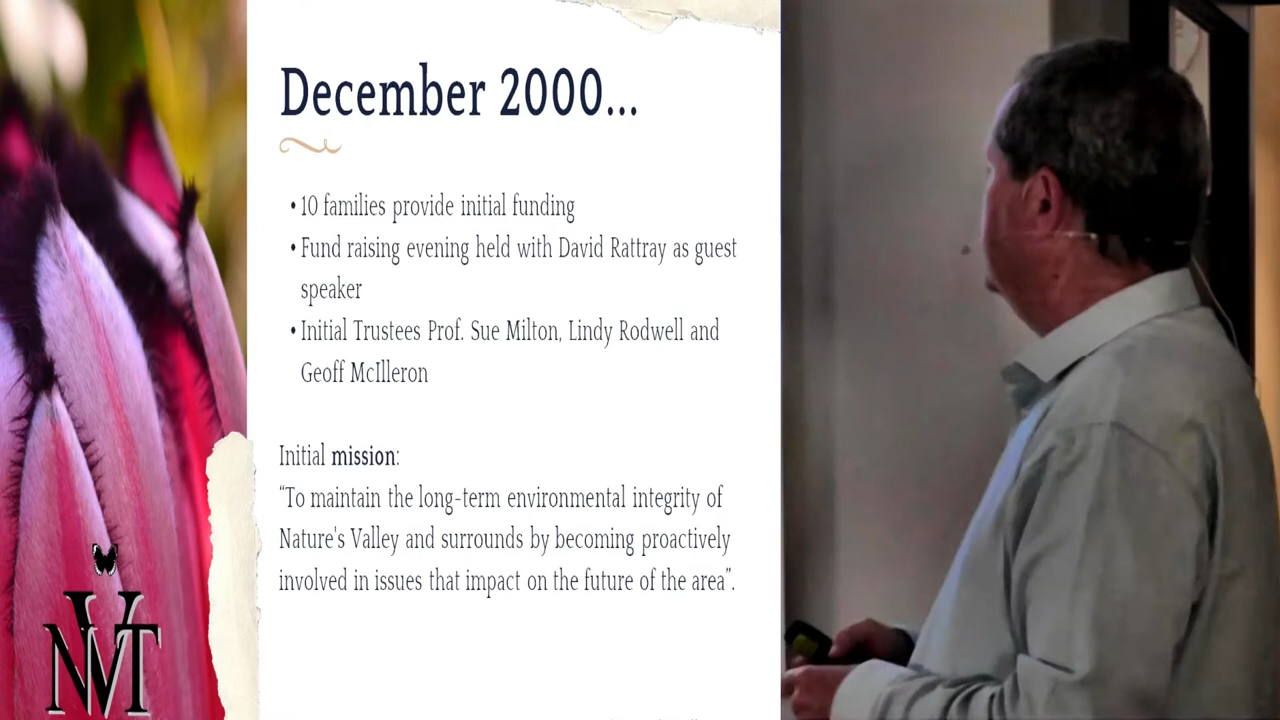 December 2000...
• 10 families provide initial funding
• Fund raising evening held with David Rattray as guest
speaker
• Initial Trustees Prof. Sue Milton, Lindy Rodwell and
Geoff McIlleron
Initial mission:
“To maintain the long-term environmental integrity of
Nature's Valley and surrounds by becoming proactively
involved in issues that impact on the future of the area”.
NVT